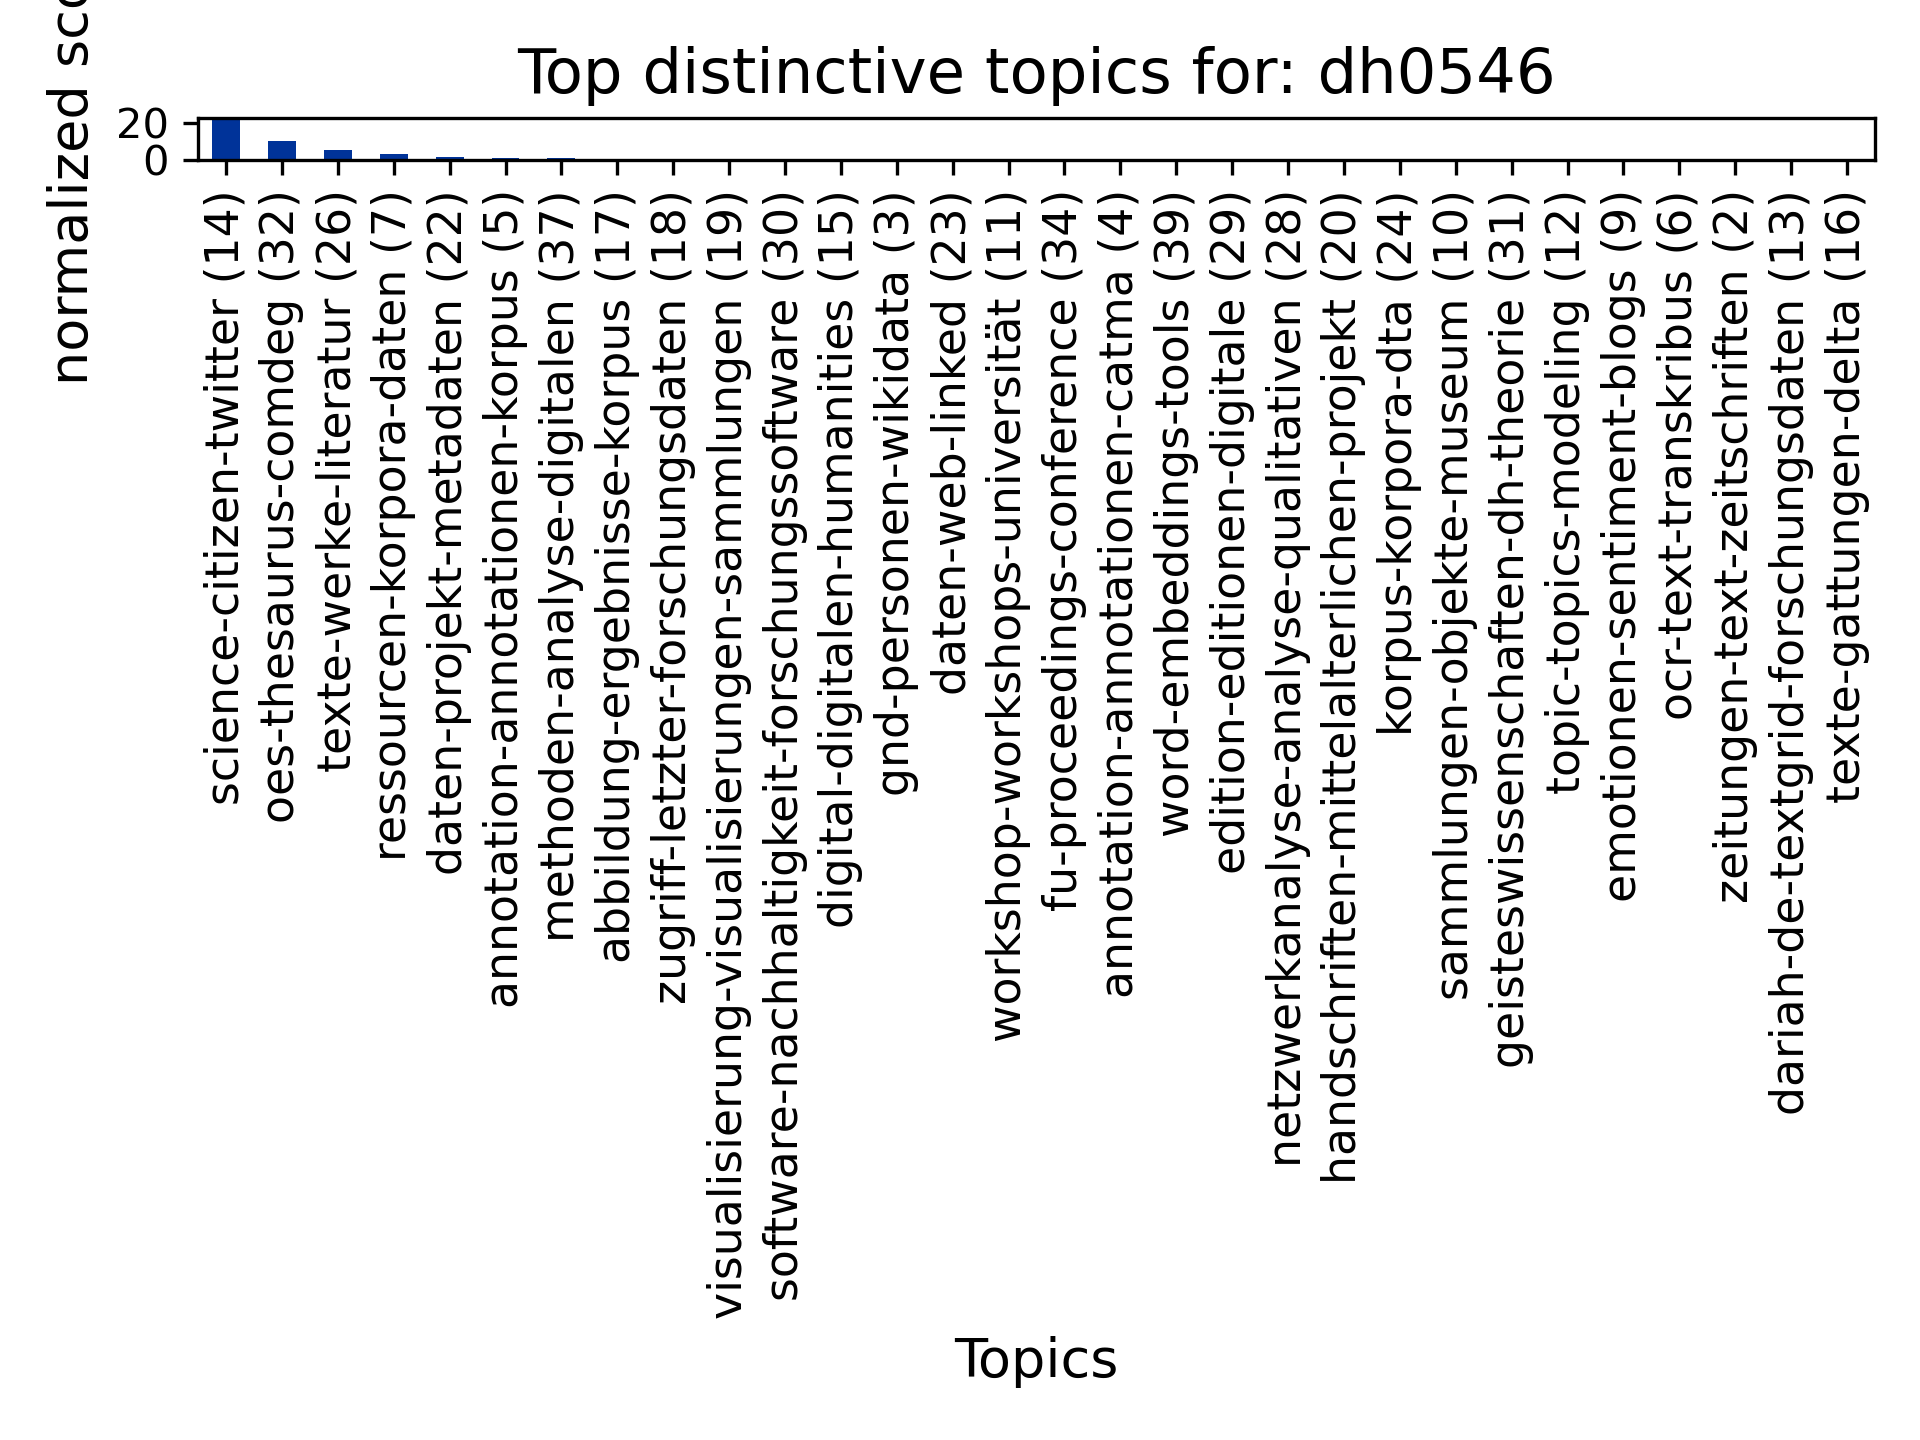 Top distinctive topics for: dh0546
normalized sco
20
0
science-citizen-twitter (14)
oes-thesaurus-comdeg (32)
texte-werke-literatur (26)
ressourcen-korpora-daten (7)
daten-projekt-metadaten (22)
annotation-annotationen-korpus (5)
methoden-analyse-digitalen (37)
abbildung-ergebnisse-korpus (17)
zugriff-letzter-forschungsdaten (18)
visualisierung-visualisierungen-sammlungen (19)
software-nachhaltigkeit-forschungssoftware (30)
digital-digitalen-humanities (15)
gnd-personen-wikidata (3)
daten-web-linked (23)
workshop-workshops-universität (11)
fu-proceedings-conference (34)
annotation-annotationen-catma (4)
word-embeddings-tools (39)
edition-editionen-digitale (29)
netzwerkanalyse-analyse-qualitativen (28)
handschriften-mittelalterlichen-projekt (20)
korpus-korpora-dta (24)
sammlungen-objekte-museum (10)
geisteswissenschaften-dh-theorie (31)
topic-topics-modeling (12)
emotionen-sentiment-blogs (9)
ocr-text-transkribus (6)
zeitungen-text-zeitschriften (2)
dariah-de-textgrid-forschungsdaten (13)
texte-gattungen-delta (16)
Topics